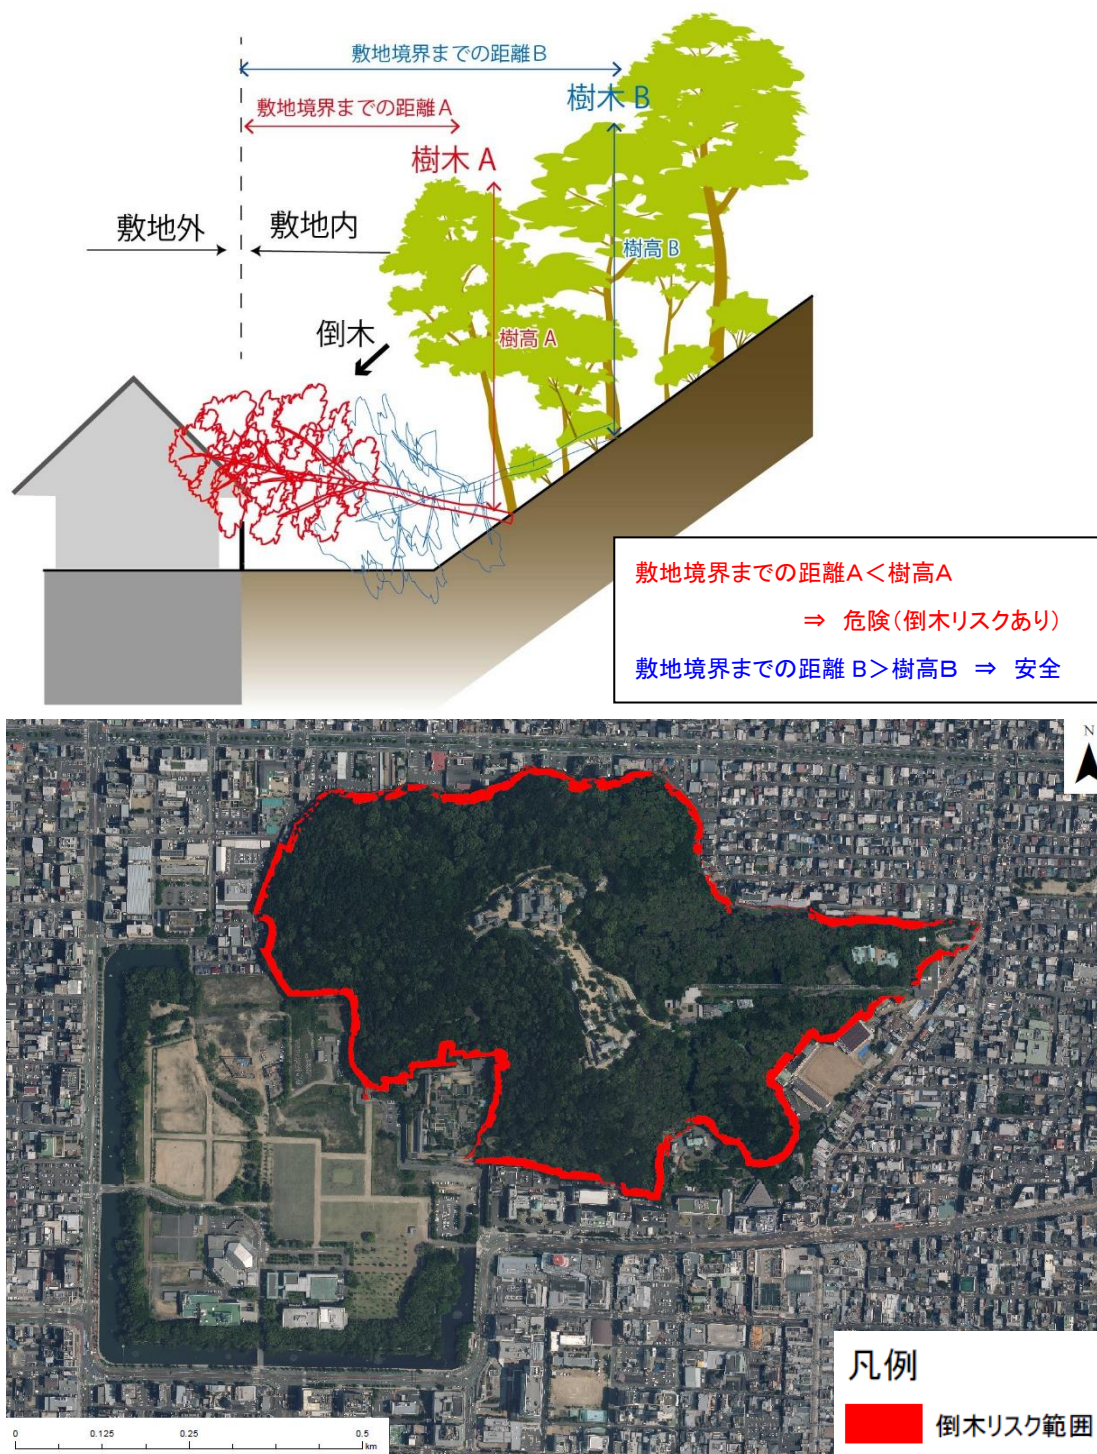 敷地境界までの距離B
敷地境界までの距離A
樹木 B
樹木 A
敷地外
敷地内
樹高 B
倒木
樹高 A
敷地境界までの距離A＜樹高A
⇒ 危険（倒木リスクあり）
敷地境界までの距離 B＞樹高B ⇒ 安全
N
凡例
倒木リスク範囲
0 0.125 0.25 0.5
km